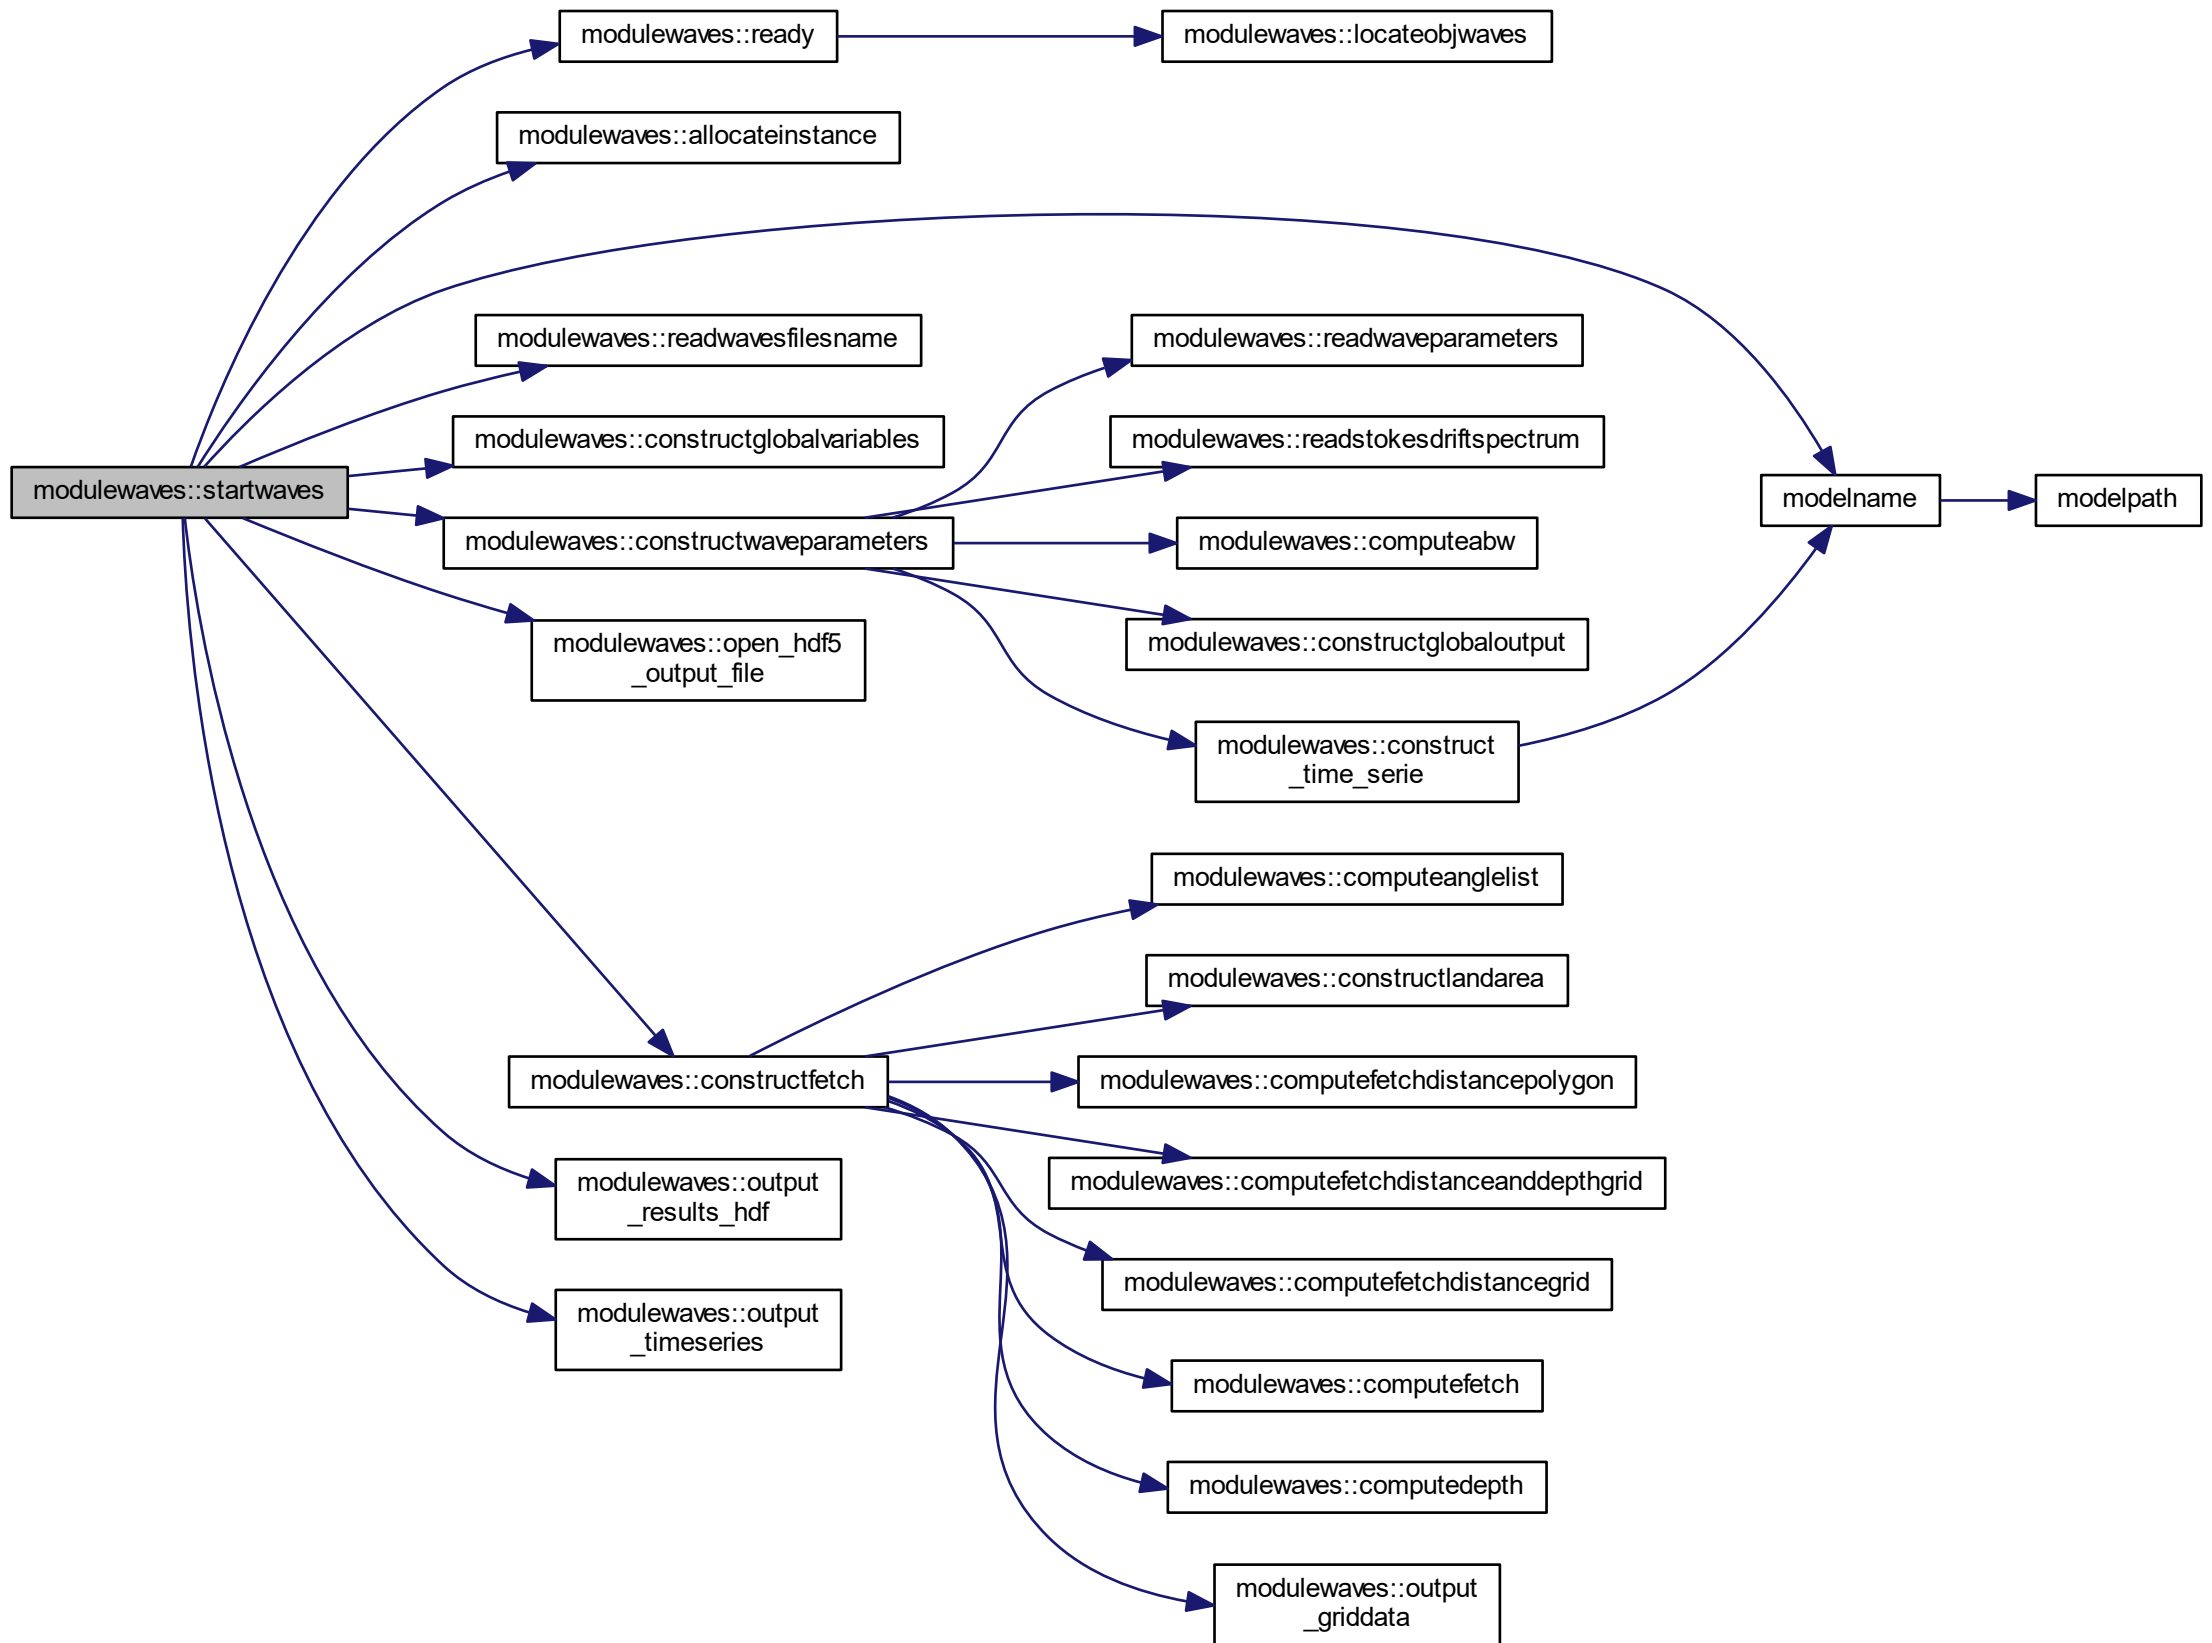 modulewaves::ready
modulewaves::locateobjwaves
modulewaves::allocateinstance
modulewaves::readwavesfilesname
modulewaves::readwaveparameters
modulewaves::constructglobalvariables
modulewaves::readstokesdriftspectrum
modulewaves::startwaves
modelname
modelpath
modulewaves::constructwaveparameters
modulewaves::computeabw
modulewaves::open_hdf5
_output_file
modulewaves::constructglobaloutput
modulewaves::construct
_time_serie
modulewaves::computeanglelist
modulewaves::constructlandarea
modulewaves::constructfetch
modulewaves::computefetchdistancepolygon
modulewaves::computefetchdistanceanddepthgrid
modulewaves::output
_results_hdf
modulewaves::computefetchdistancegrid
modulewaves::output
_timeseries
modulewaves::computefetch
modulewaves::computedepth
modulewaves::output
_griddata